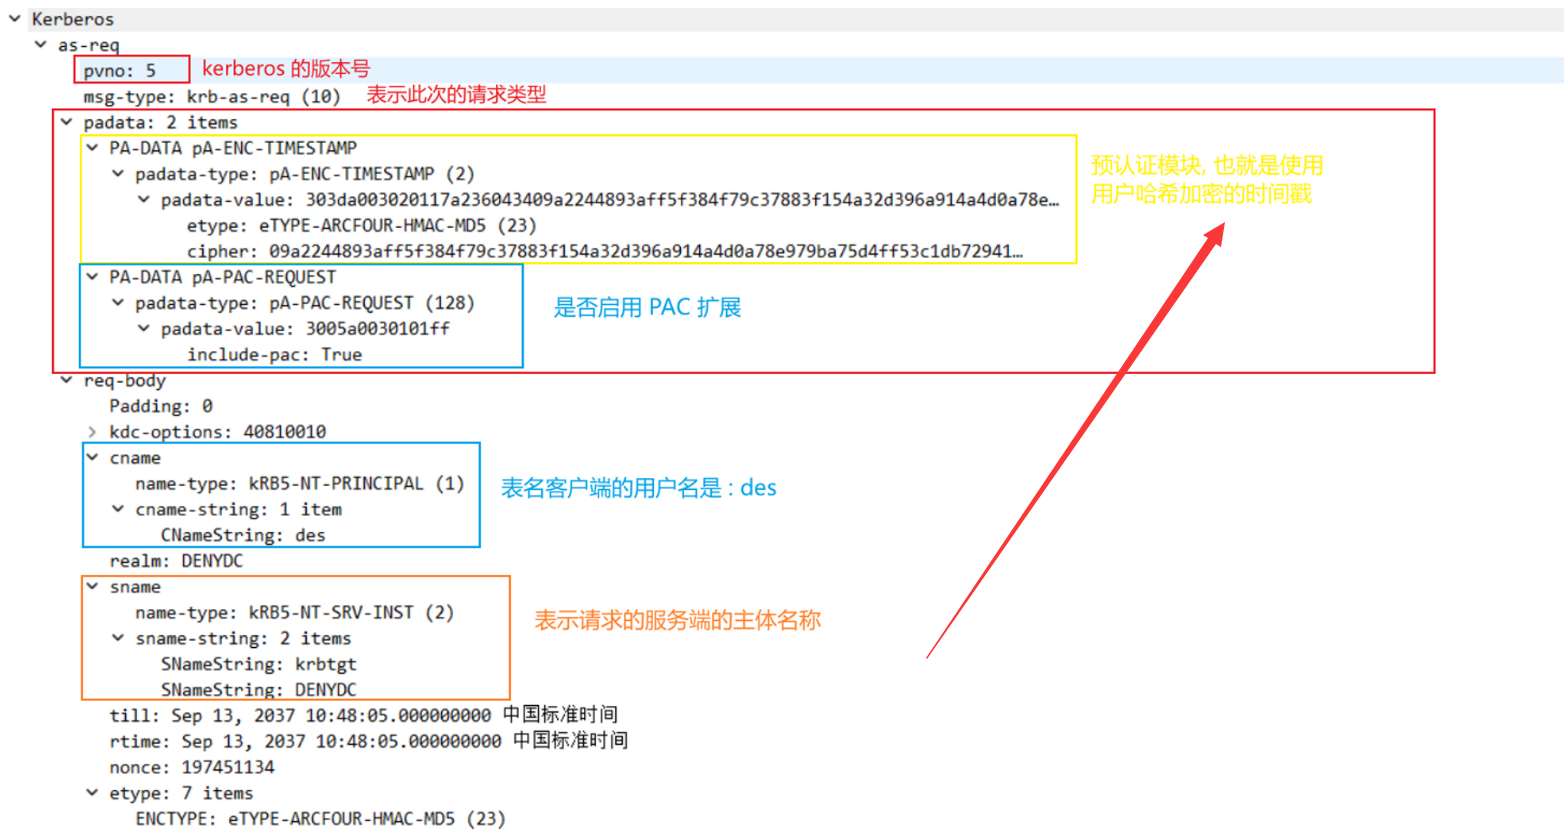 Kerberos
as-req
pvno: 5 kerberos 的版本号
msg-type: krb-as-req (10) 表示此次的请求类型
padata: 2 items
PA-DATA pA-ENC-TIMESTAMP
padata-type: pA-ENC-TIMESTAMP (2)
padata-value: 303da003020117a236043409a2244893aff5f384f79c37883f154a32d396a914a4d0a78e…
etype: eTYPE-ARCFOUR-HMAC-MD5 (23)
cipher: 09a2244893aff5f384f79c37883f154a32d396a914a4d0a78e979ba75d4ff53c1db72941…
预认证模块, 也就是使用
用户哈希加密的时间戳
PA-DATA pA-PAC-REQUEST
padata-type: pA-PAC-REQUEST (128)
padata-value: 3005a0030101ff
include-pac: True
是否启用 PAC 扩展
req-body
Padding: 0
kdc-options: 40810010
cname
name-type: kRB5-NT-PRINCIPAL (1)
cname-string: 1 item
CNameString: des
表名客户端的用户名是 : des
realm: DENYDC
sname
name-type: kRB5-NT-SRV-INST (2)
sname-string: 2 items
SNameString: krbtgt
SNameString: DENYDC
表示请求的服务端的主体名称
till: Sep 13, 2037 10:48:05.000000000 中国标准时间
rtime: Sep 13, 2037 10:48:05.000000000 中国标准时间
nonce: 197451134
etype: 7 items
ENCTYPE: eTYPE-ARCFOUR-HMAC-MD5 (23)